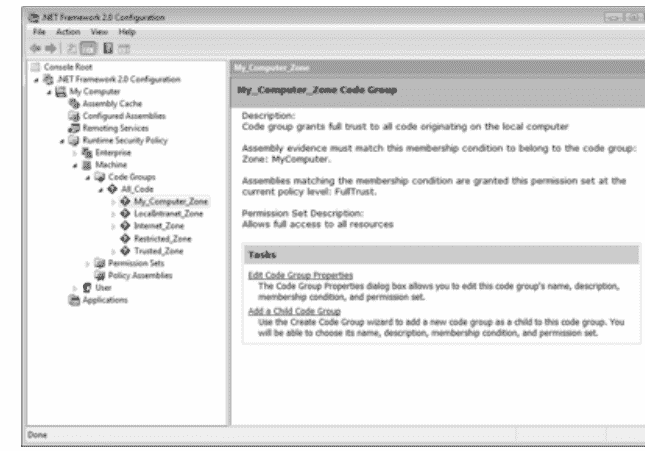 .NET Framework 2.0 Configuration
File Action View Help
Console Root
.NET Framework 2.0 Configuration
My Computer
Assembly Cache
Configured Assemblies
Remoting Services
Runtime Security Policy
Enterprise
Machine
Code Groups
All_Code
My_Computer_Zone
LocalIntranet_Zone
Internet_Zone
Restricted_Zone
Trusted_Zone
Permission Sets
Policy Assemblies
User
Applications
My_Computer_Zone
My_Computer_Zone Code Group
Description:
Code group grants full trust to all code originating on the local computer
Assembly evidence must match this membership condition to belong to the code group:
Zone: MyComputer.
Assemblies matching the membership condition are granted this permission set at the
current policy level: FullTrust.
Permission Set Description:
Allows full access to all resources
Tasks
Edit Code Group Properties
The Code Group Properties dialog box allows you to edit this code group's name, description,
membership condition, and permission set.
Add a Child Code Group
Use the Create Code Group wizard to add a new code group as a child to this code group. You
will be able to choose its name, description, membership condition, and permission set.
Done